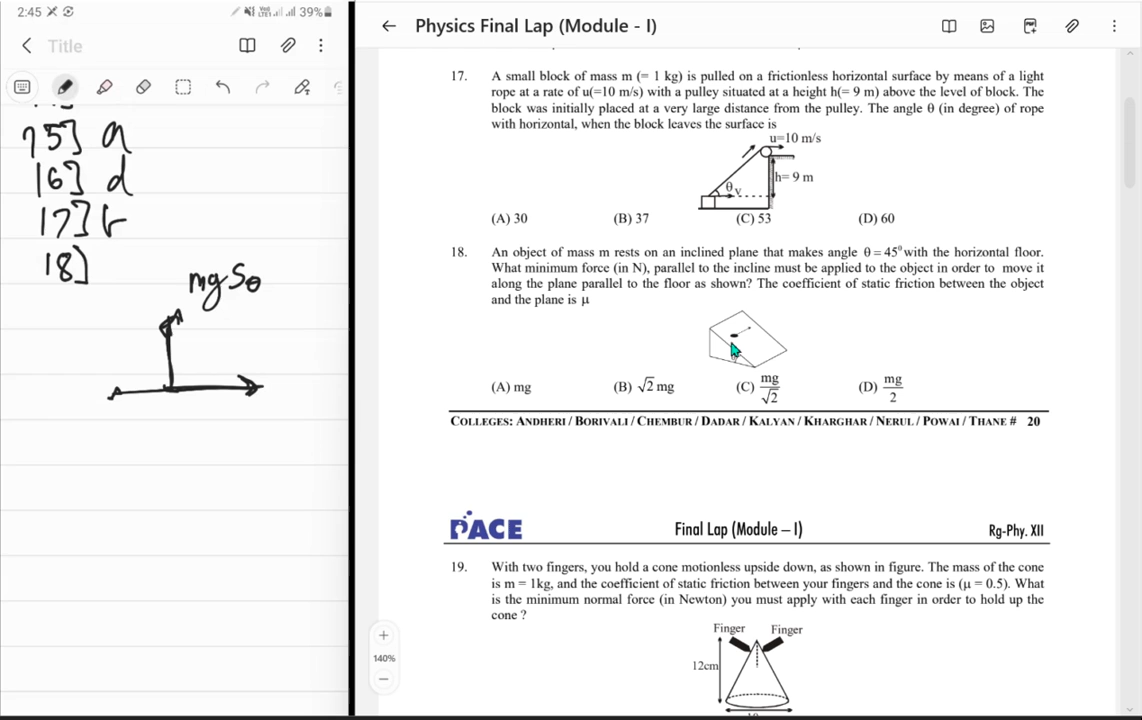 2:45
39%
Title
15] a
16] d
17] b
18]
mgSθ
Physics Final Lap (Module - I)
17. A small block of mass m (= 1 kg) is pulled on a frictionless horizontal surface by means of a light
rope at a rate of u(=10 m/s) with a pulley situated at a height h(= 9 m) above the level of block. The
block was initially placed at a very large distance from the pulley. The angle θ (in degree) of rope
with horizontal, when the block leaves the surface is
u=10 m/s
h= 9 m
θ
v
(A) 30 (B) 37 (C) 53 (D) 60
18. An object of mass m rests on an inclined plane that makes angle θ = 45⁰ with the horizontal floor.
What minimum force (in N), parallel to the incline must be applied to the object in order to move it
along the plane parallel to the floor as shown? The coefficient of static friction between the object
and the plane is μ
(A) mg (B) √2 mg (C) mg/√2 (D) mg/2
COLLEGES: ANDHERI / BORIVALI / CHEMBUR / DADAR / KALYAN / KHARGHAR / NERUL / POWAI / THANE # 20
PACE Final Lap (Module – I) Rg-Phy. XII
19. With two fingers, you hold a cone motionless upside down, as shown in figure. The mass of the cone
is m = 1kg, and the coefficient of static friction between your fingers and the cone is (μ = 0.5). What
is the minimum normal force (in Newton) you must apply with each finger in order to hold up the
cone ?
Finger Finger
12cm
140%